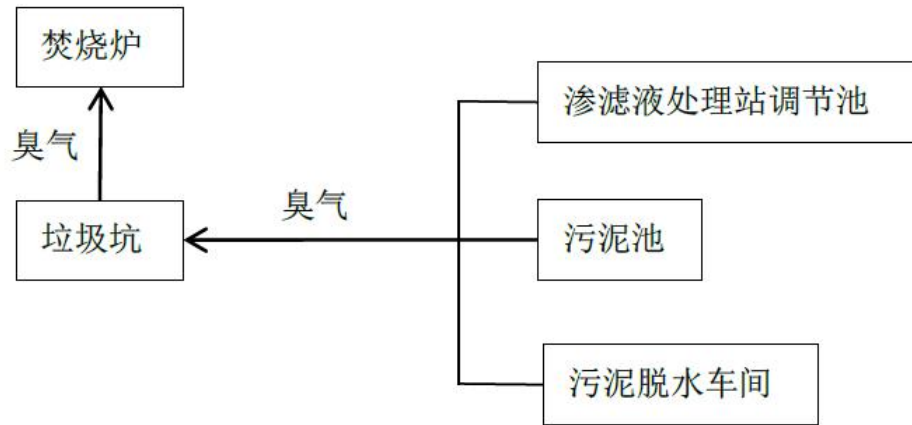 焚烧炉
臭气
垃圾坑
臭气
渗滤液处理站调节池
污泥池
污泥脱水车间